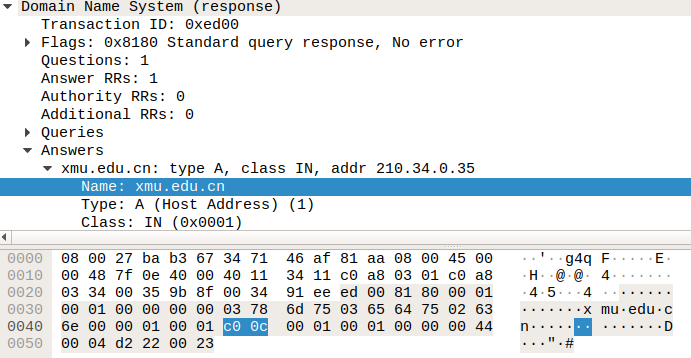 Domain Name System (response)
Transaction ID: 0xed00
Flags: 0x8180 Standard query response, No error
Questions: 1
Answer RRs: 1
Authority RRs: 0
Additional RRs: 0
Queries
Answers
xmu.edu.cn: type A, class IN, addr 210.34.0.35
Name: xmu.edu.cn
Type: A (Host Address) (1)
Class: IN (0x0001)
0000 08 00 27 ba b3 67 34 71 46 af 81 aa 08 00 45 00 ··'··g4q F·····E·
0010 00 48 7f 0e 40 00 40 11 34 11 c0 a8 03 01 c0 a8 ·H··@·@· 4·······
0020 03 34 00 35 9b 8f 00 34 91 ee ed 00 81 80 00 01 ·4·5···4 ········
0030 00 01 00 00 00 00 03 78 6d 75 03 65 64 75 02 63 ·······x mu·edu·c
0040 6e 00 00 01 00 01 c0 0c 00 01 00 01 00 00 00 44 n······· ·······D
0050 00 04 d2 22 00 23 ···"·#